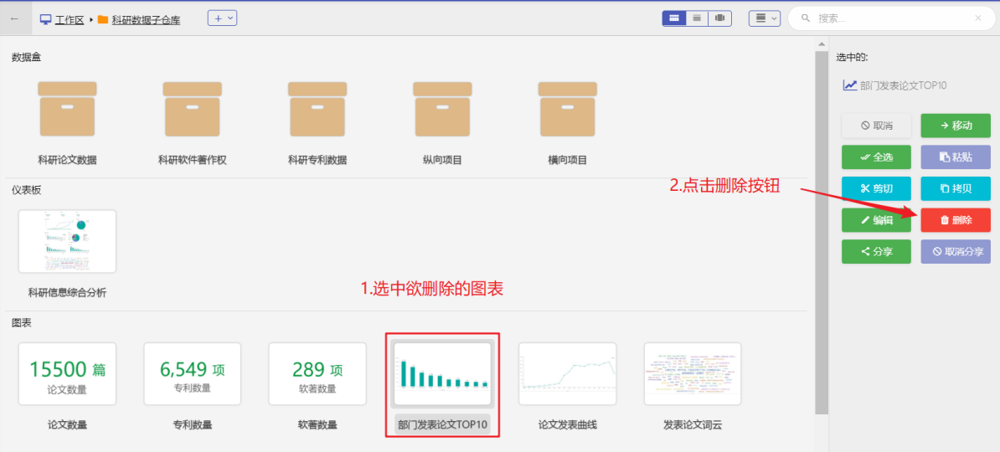 工作区 科研数据子仓库
搜索...
数据盒
科研论文数据 科研软件著作权 科研专利数据 纵向项目 横向项目
仪表板
科研信息综合分析
图表
15500 篇
论文数量
6,549 项
专利数量
289 项
软著数量
论文数量 专利数量 软著数量 部门发表论文TOP10 论文发表曲线 发表论文词云
1.选中欲删除的图表
2.点击删除按钮
选中的:
部门发表论文TOP10
取消 移动
全选 粘贴
剪切 拷贝
编辑 删除
分享 取消分享